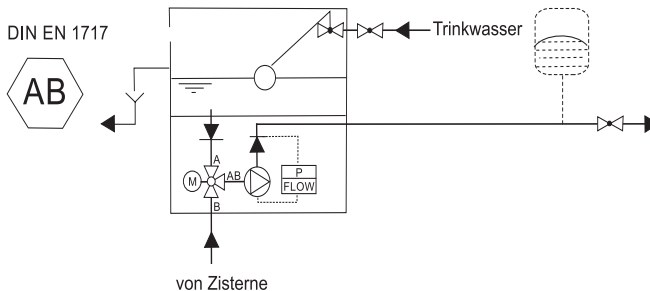 DIN EN 1717
AB
Trinkwasser
A
M
AB
B
P
FLOW
von Zisterne